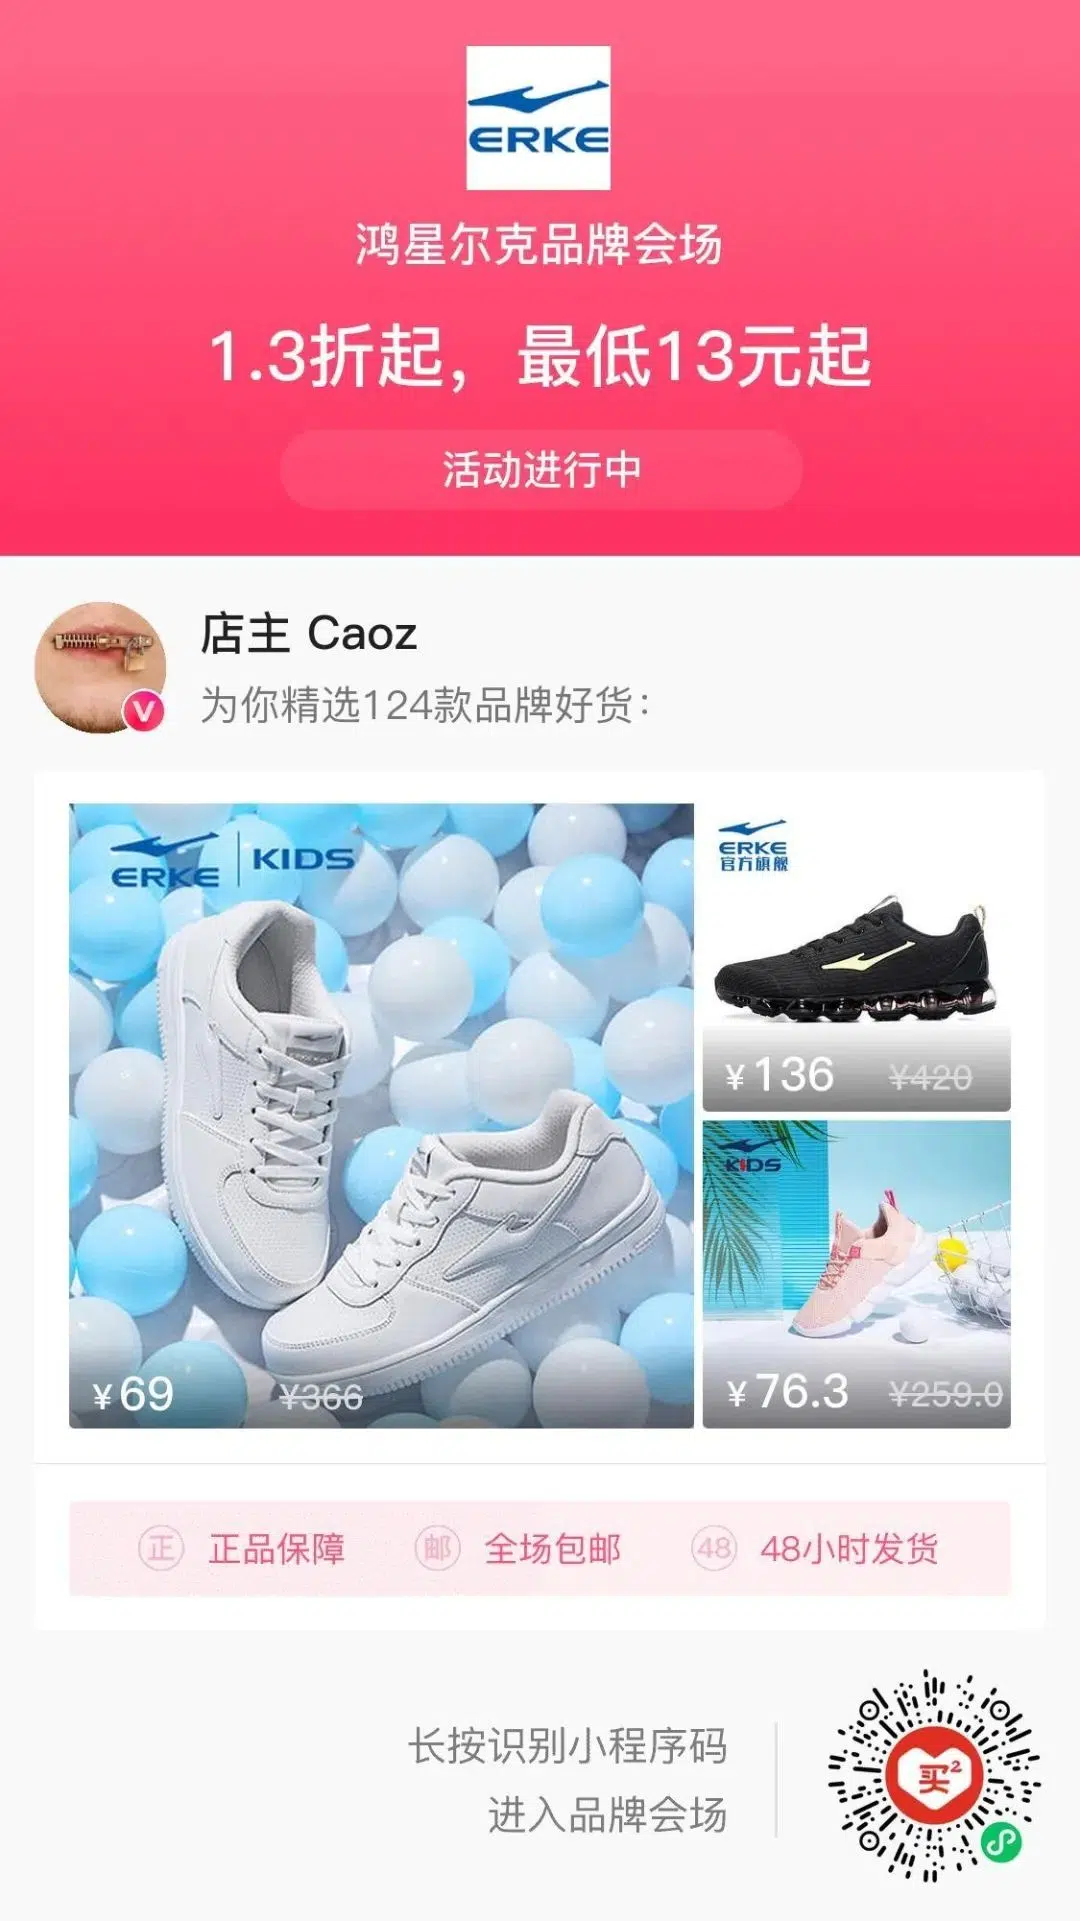 ERKE
鸿星尔克品牌会场
1.3折起，最低13元起
活动进行中
店主 Caoz
V
为你精选124款品牌好货：
ERKE | KIDS
¥69 ¥366
ERKE
官方旗舰
¥136 ¥420
KIDS
¥76.3 ¥259.0
正 正品保障 邮 全场包邮 48 48小时发货
长按识别小程序码
进入品牌会场
买2